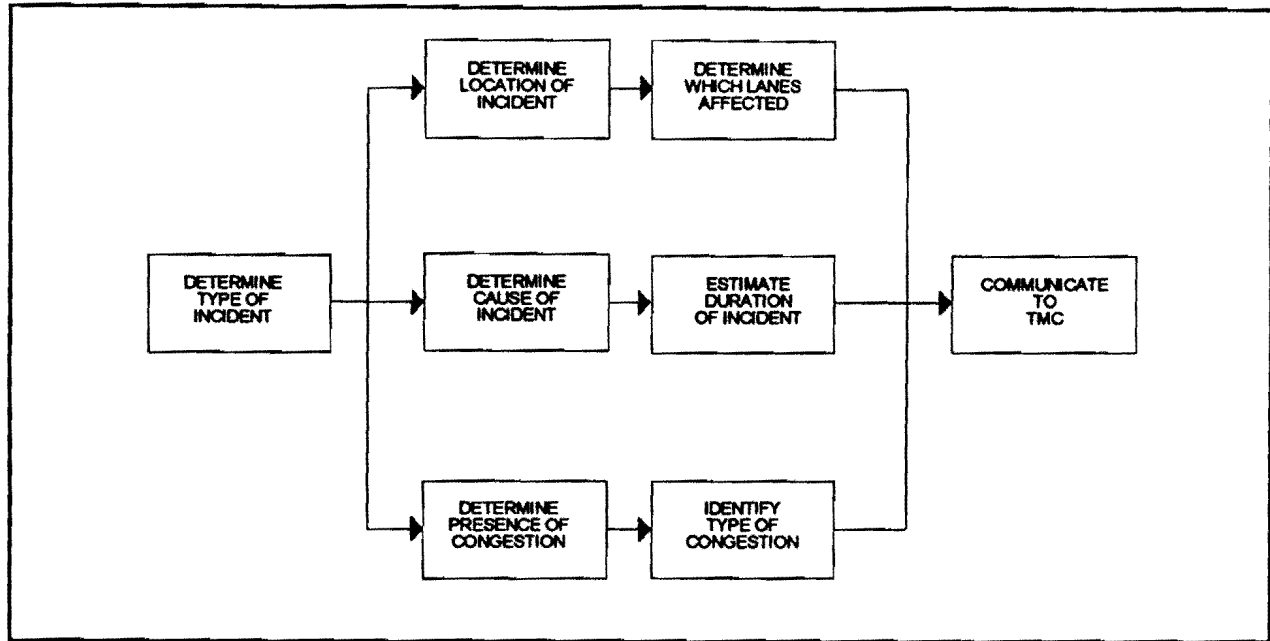 DETERMINE
LOCATION OF
INCIDENT
DETERMINE
WHICH LANES
AFFECTED
DETERMINE
TYPE OF
INCIDENT
DETERMINE
CAUSE OF
INCIDENT
ESTIMATE
DURATION
OF INCIDENT
COMMUNICATE
TO
TMC
DETERMINE
PRESENCE OF
CONGESTION
IDENTIFY
TYPE OF
CONGESTION